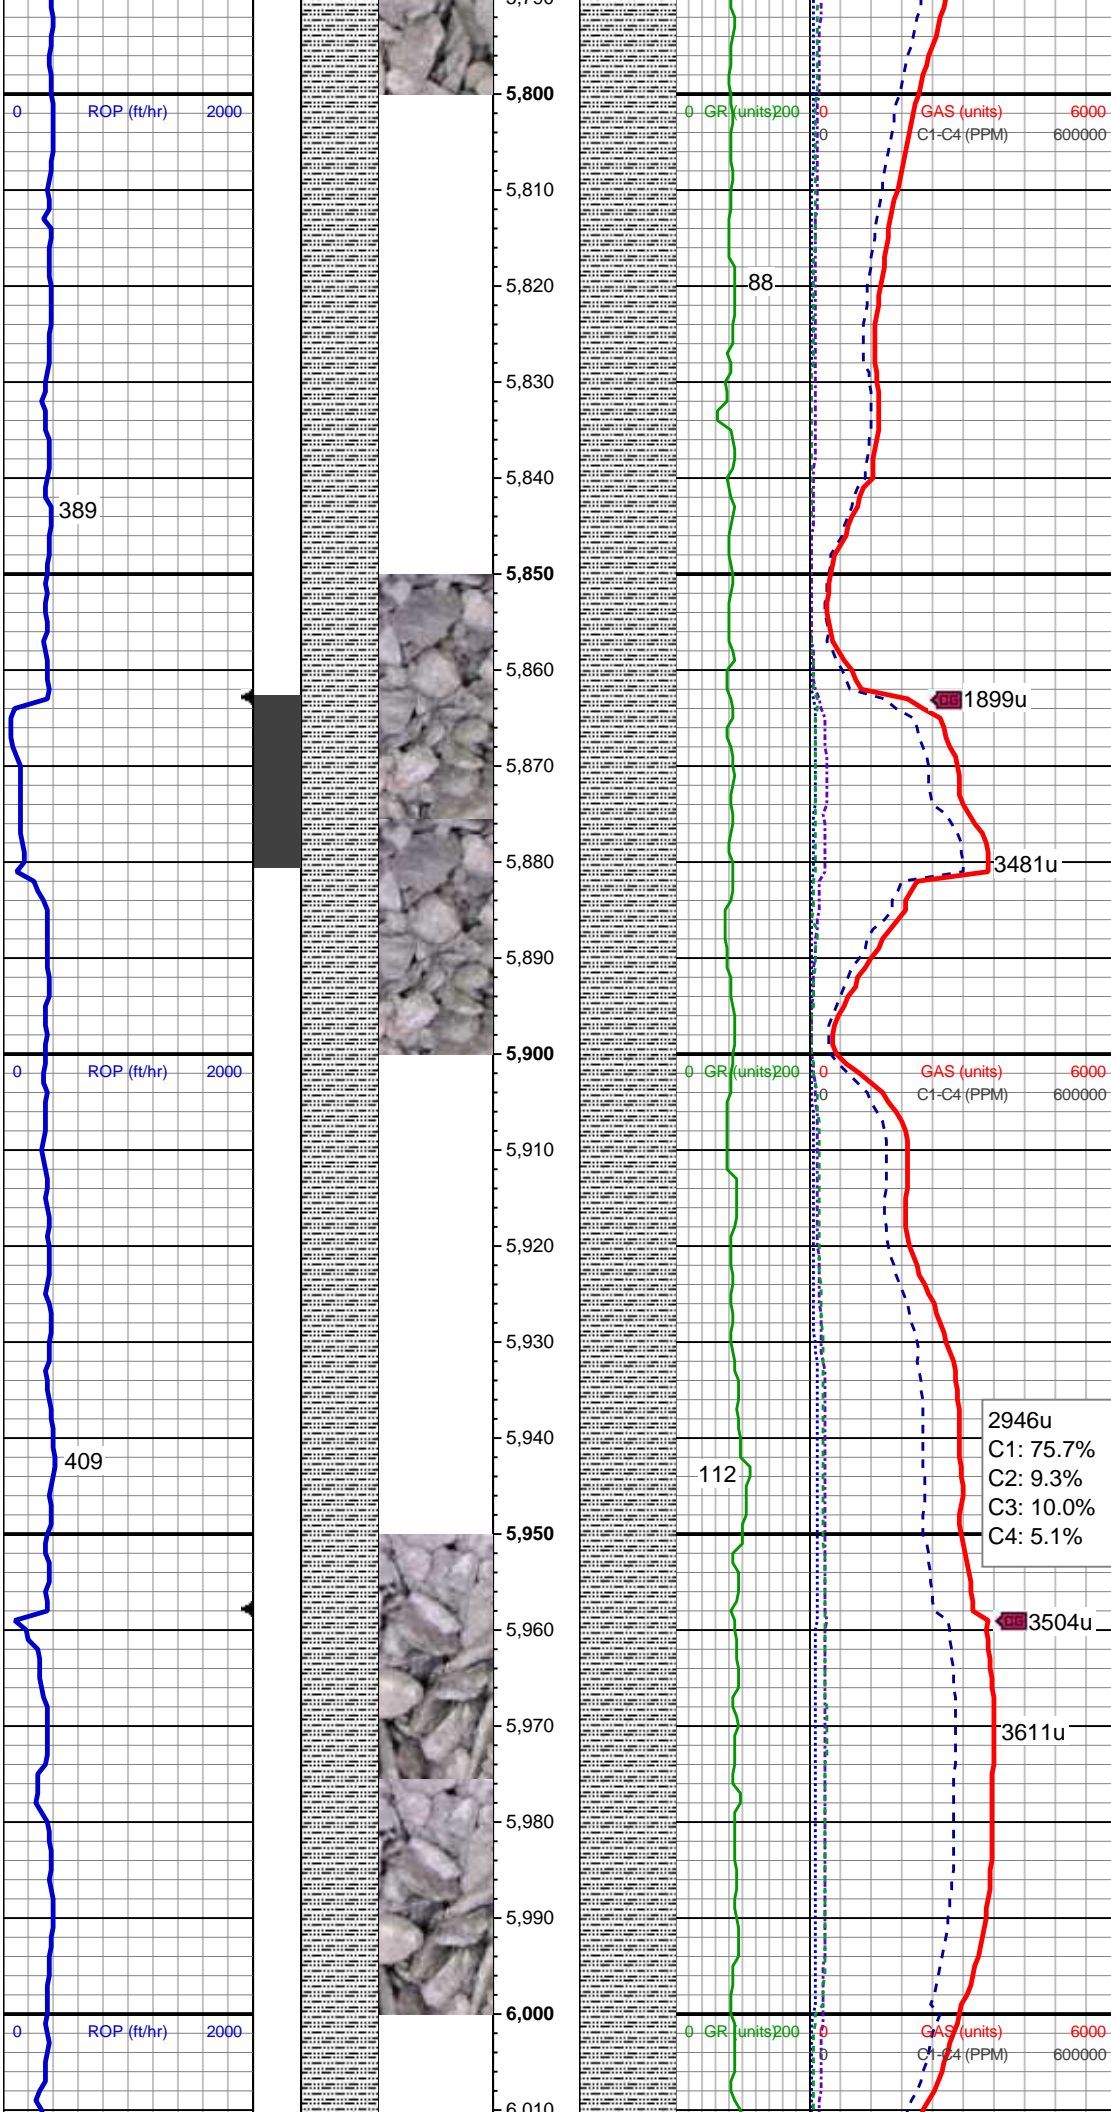 5,790
5,800
0 ROP (ft/hr) 2000
0 GR (units) 200
0 GAS (units) 6000
0 C1-C4 (PPM) 600000
5,810
5,820
88
5,830
5,840
389
5,850
5,860
CG 1899u
5,870
5,880
3481u
5,890
5,900
0 ROP (ft/hr) 2000
0 GR (units) 200
0 GAS (units) 6000
0 C1-C4 (PPM) 600000
5,910
5,920
5,930
2946u
C1: 75.7%
C2: 9.3%
C3: 10.0%
C4: 5.1%
5,940
409
112
5,950
5,960
CG 3504u
5,970
3611u
5,980
5,990
6,000
0 ROP (ft/hr) 2000
0 GR (units) 200
0 GAS (units) 6000
0 C1-C4 (PPM) 600000
6,010